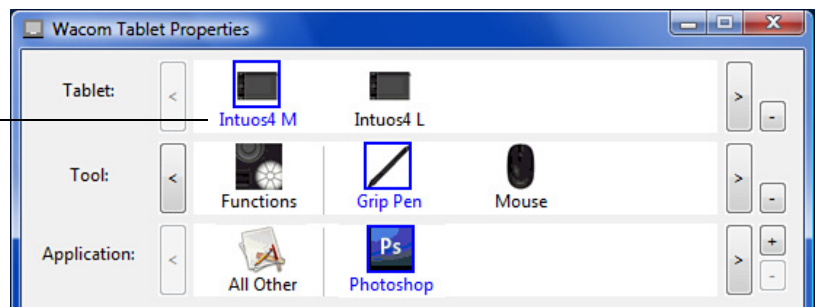 Wacom Tablet Properties
Tablet:
Intuos4 M
Intuos4 L
Tool:
Functions
Grip Pen
Mouse
Application:
Ps
All Other
Photoshop